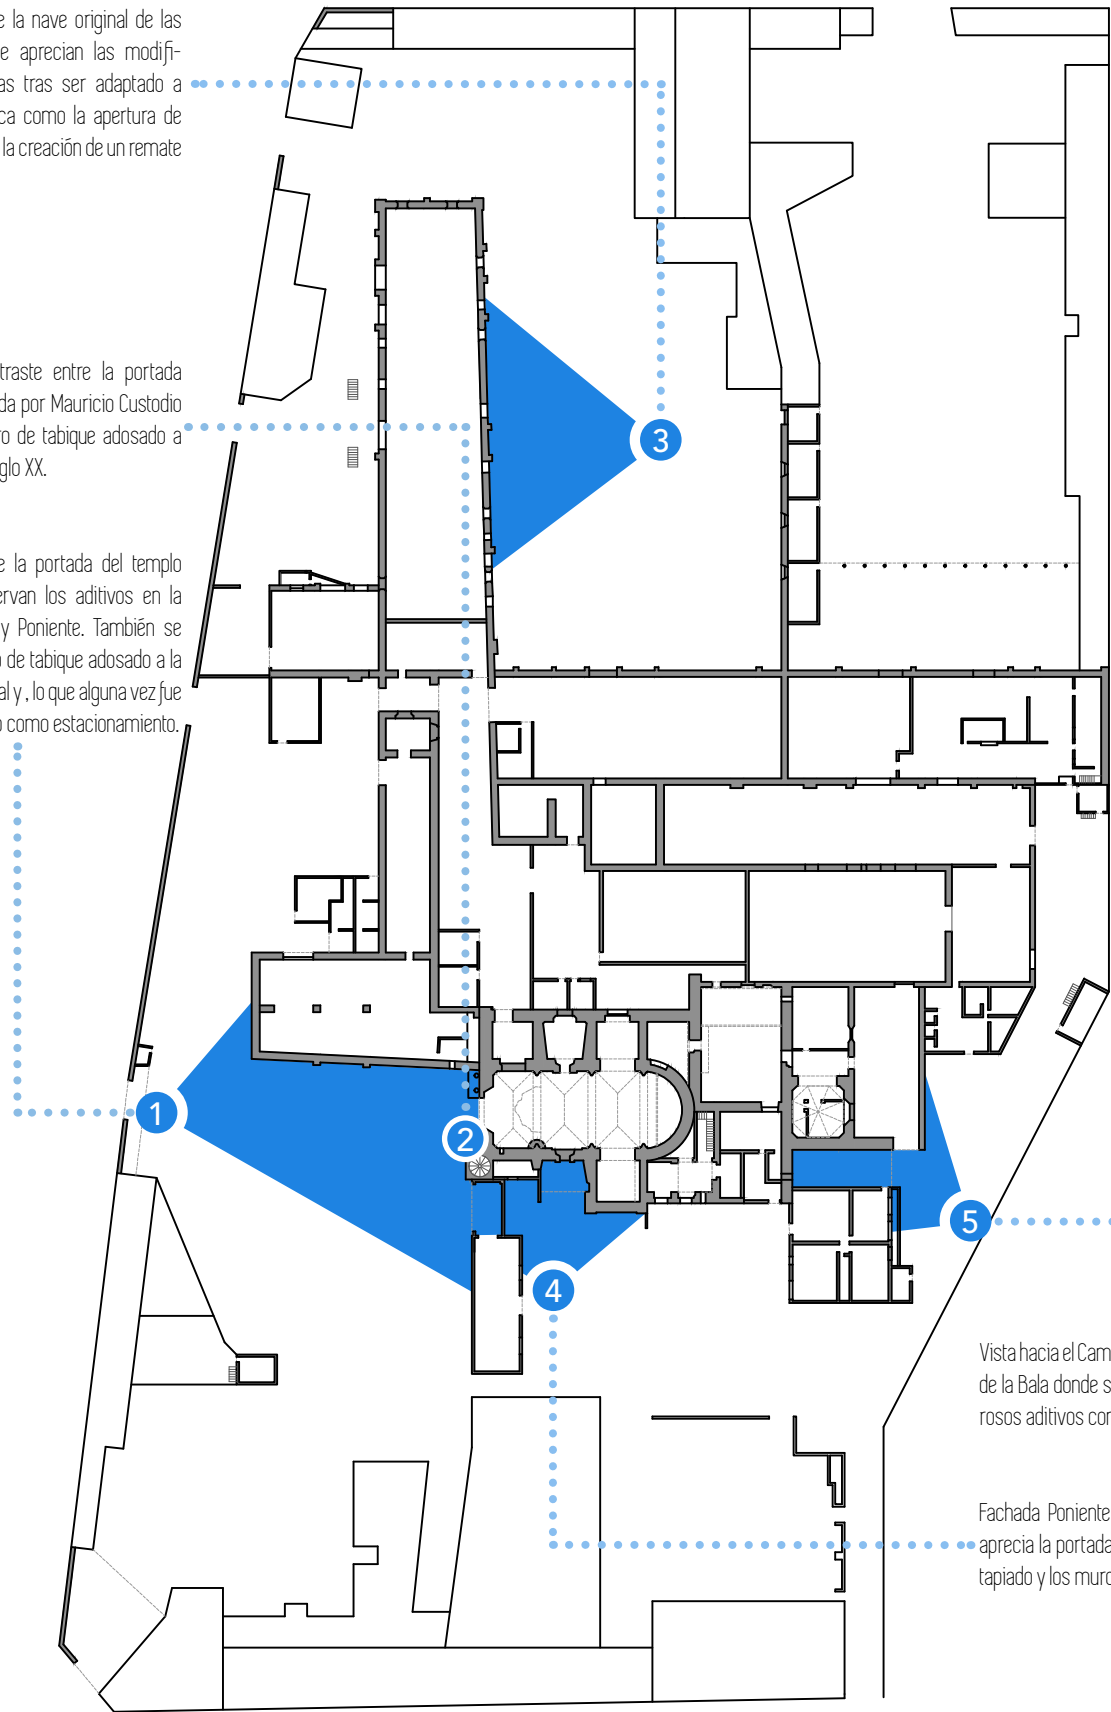 e la nave original de las
e aprecian las modifi-
as tras ser adaptado a
ca como la apertura de
la creación de un remate
traste entre la portada
da por Mauricio Custodio
ro de tabique adosado a
glo XX.
e la portada del templo
ervan los aditivos en la
y Poniente. También se
o de tabique adosado a la
al y , lo que alguna vez fue
o como estacionamiento.
3
1
2
5
4
Vista hacia el Cam
de la Bala donde s
rosos aditivos con
Fachada Poniente
aprecia la portada
tapiado y los muro